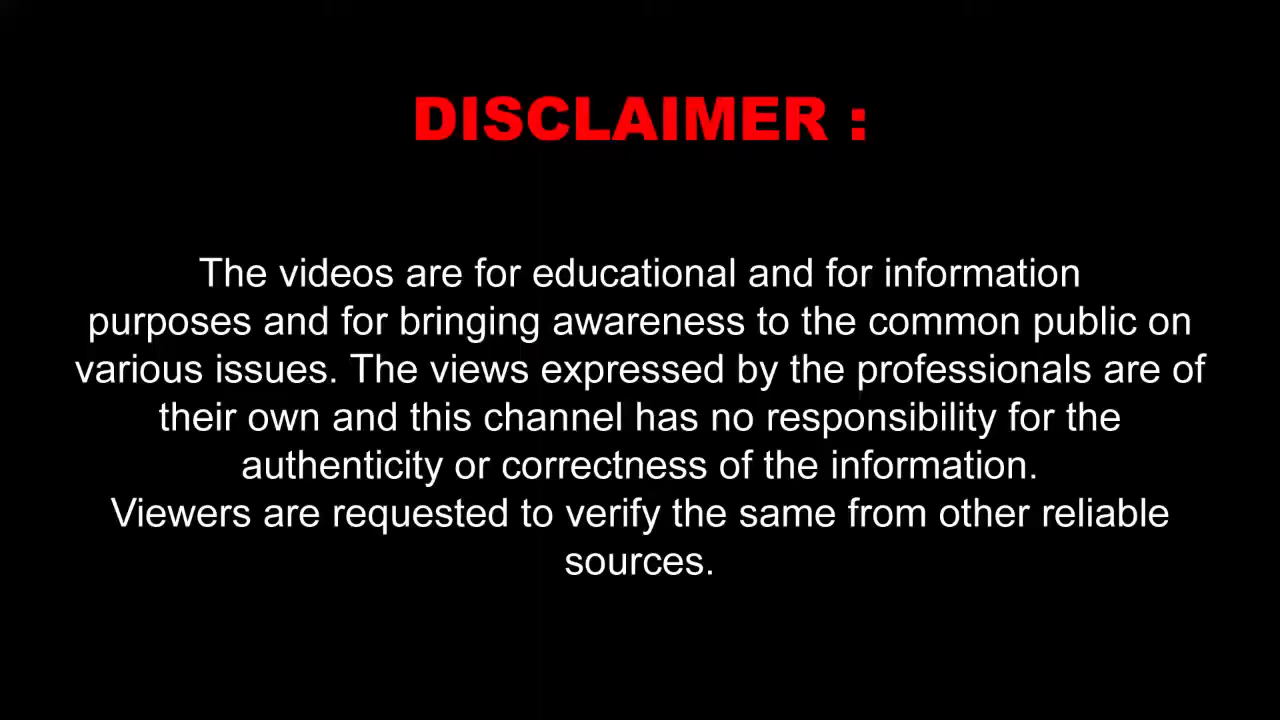 DISCLAIMER :
The videos are for educational and for information
purposes and for bringing awareness to the common public on
various issues. The views expressed by the professionals are of
their own and this channel has no responsibility for the
authenticity or correctness of the information.
Viewers are requested to verify the same from other reliable
sources.